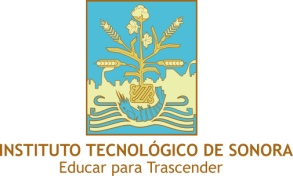 INSTITUTO TECNOLÓGICO DE SONORA
Educar para Trascender